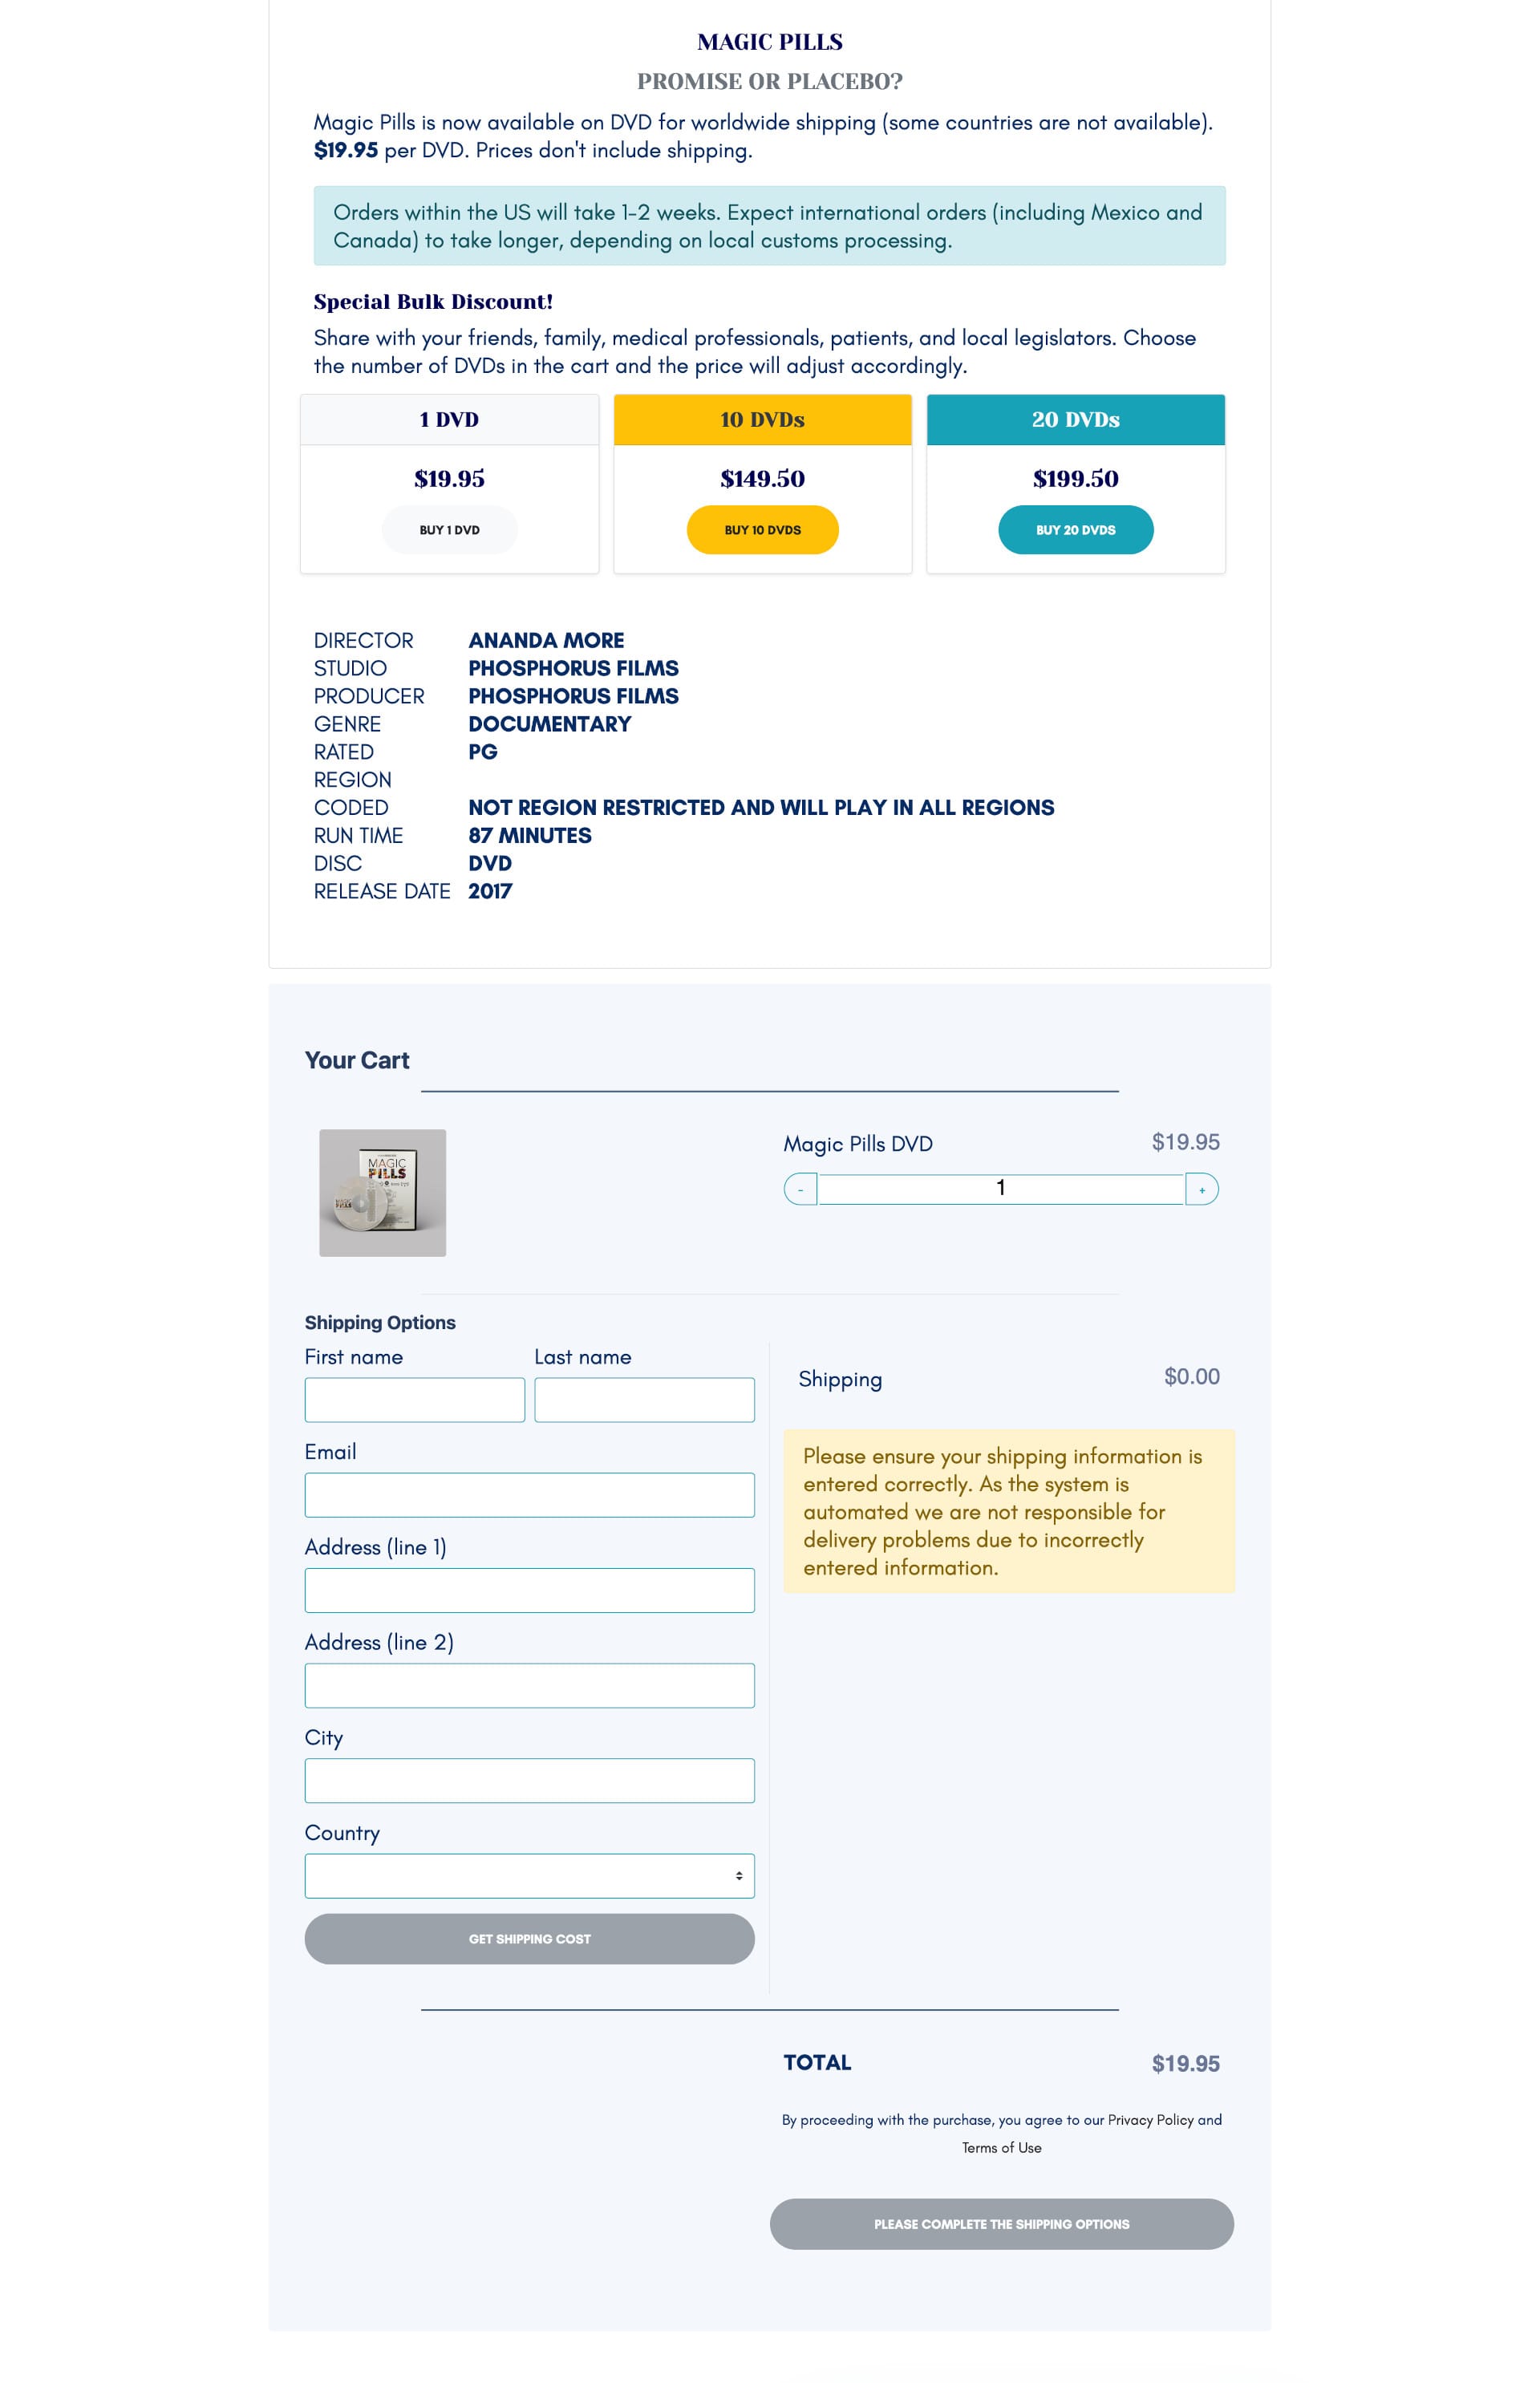 MAGIC PILLS
PROMISE OR PLACEBO?
Magic Pills is now available on DVD for worldwide shipping (some countries are not available).
$19.95 per DVD. Prices don't include shipping.
Orders within the US will take 1-2 weeks. Expect international orders (including Mexico and
Canada) to take longer, depending on local customs processing.
Special Bulk Discount!
Share with your friends, family, medical professionals, patients, and local legislators. Choose
the number of DVDs in the cart and the price will adjust accordingly.
1 DVD
$19.95
BUY 1 DVD
10 DVDs
$149.50
BUY 10 DVDS
20 DVDs
$199.50
BUY 20 DVDS
DIRECTOR ANANDA MORE
STUDIO PHOSPHORUS FILMS
PRODUCER PHOSPHORUS FILMS
GENRE DOCUMENTARY
RATED PG
REGION
CODED NOT REGION RESTRICTED AND WILL PLAY IN ALL REGIONS
RUN TIME 87 MINUTES
DISC DVD
RELEASE DATE 2017
Your Cart
MAGIC
PILLS
Magic Pills DVD $19.95
- 1 +
Shipping Options
First name Last name
Email
Address (line 1)
Address (line 2)
City
Country
GET SHIPPING COST
Shipping $0.00
Please ensure your shipping information is
entered correctly. As the system is
automated we are not responsible for
delivery problems due to incorrectly
entered information.
TOTAL $19.95
By proceeding with the purchase, you agree to our Privacy Policy and
Terms of Use
PLEASE COMPLETE THE SHIPPING OPTIONS